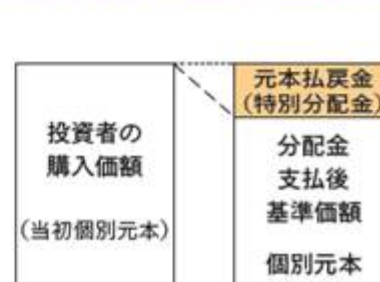 投資者の
購入価額
(当初個別元本)
元本払戻金
(特別分配金)
分配金
支払後
基準価額
個別元本